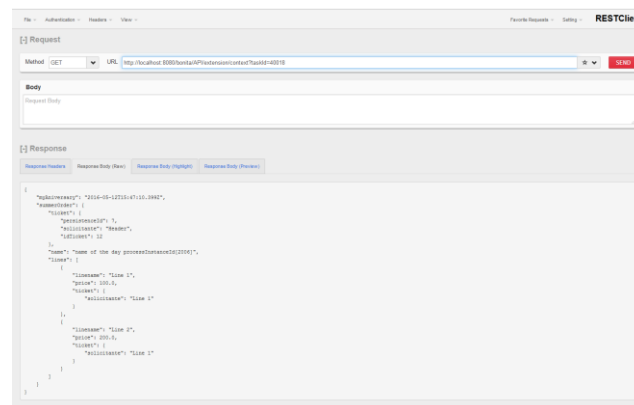 File Authentication Headers View Favorite Requests Setting RESTClie
[-] Request
Method GET URL http://localhost:8080/bonita/API/extension/context?taskId=40018 SEND
Body
Request Body
[-] Response
Response Headers Response Body (Raw) Response Body (Highlight) Response Body (Preview)
{
"myAniversary": "2016-05-12T15:47:10.399Z",
"summerOrder": {
"ticket": {
"persistenceId": 7,
"solicitante": "Header",
"idTicket": 12
},
"name": "name of the day processInstanceId[2006]",
"lines": [
{
"linename": "Line 1",
"price": 100.0,
"ticket": {
"solicitante": "Line 1"
}
},
{
"linename": "Line 2",
"price": 200.0,
"ticket": {
"solicitante": "Line 1"
}
}
]
}
}